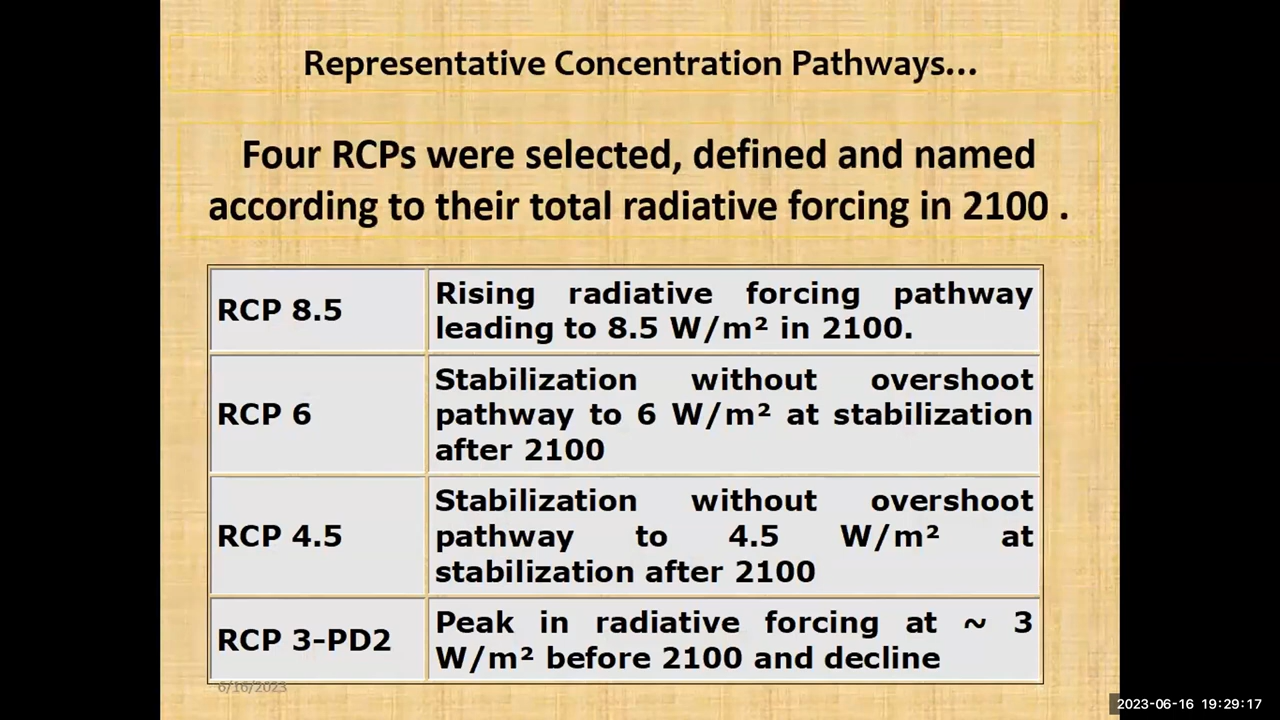 Representative Concentration Pathways...
Four RCPs were selected, defined and named
according to their total radiative forcing in 2100 .
RCP 8.5
Rising radiative forcing pathway
leading to 8.5 W/m² in 2100.
RCP 6
Stabilization without overshoot
pathway to 6 W/m² at stabilization
after 2100
RCP 4.5
Stabilization without overshoot
pathway to 4.5 W/m² at
stabilization after 2100
RCP 3-PD2
Peak in radiative forcing at ~ 3
W/m² before 2100 and decline
6/16/2023
2023-06-16 19:29:17